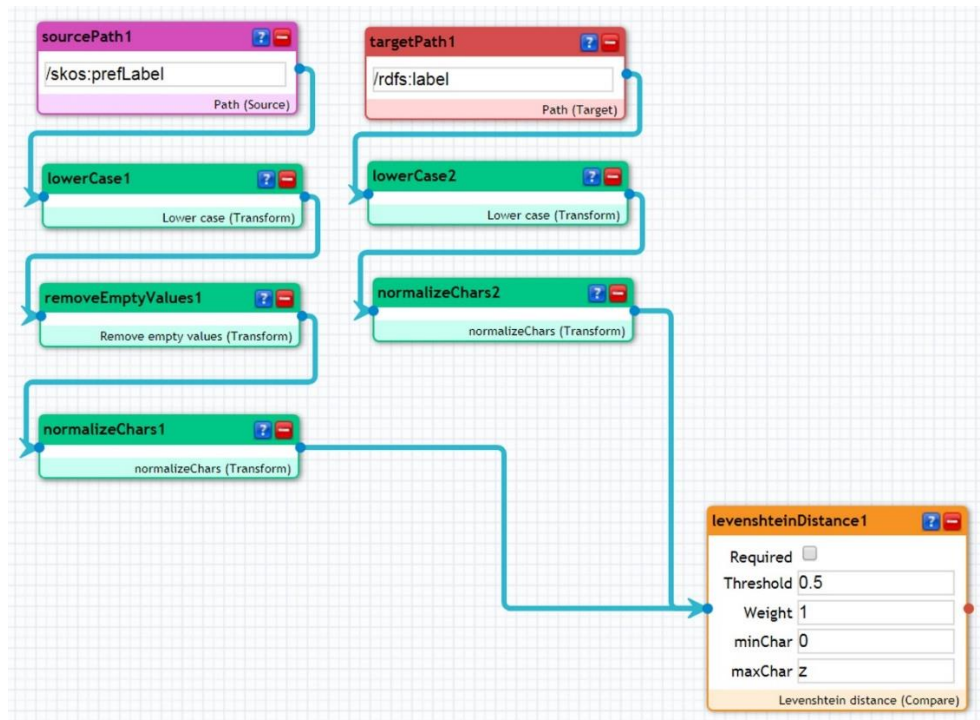 sourcePath1
/skos:prefLabel
Path (Source)
targetPath1
/rdfs:label
Path (Target)
lowerCase1
Lower case (Transform)
lowerCase2
Lower case (Transform)
removeEmptyValues1
Remove empty values (Transform)
normalizeChars2
normalizeChars (Transform)
normalizeChars1
normalizeChars (Transform)
levenshteinDistance1
Required
Threshold 0.5
Weight 1
minChar 0
maxChar z
Levenshtein distance (Compare)